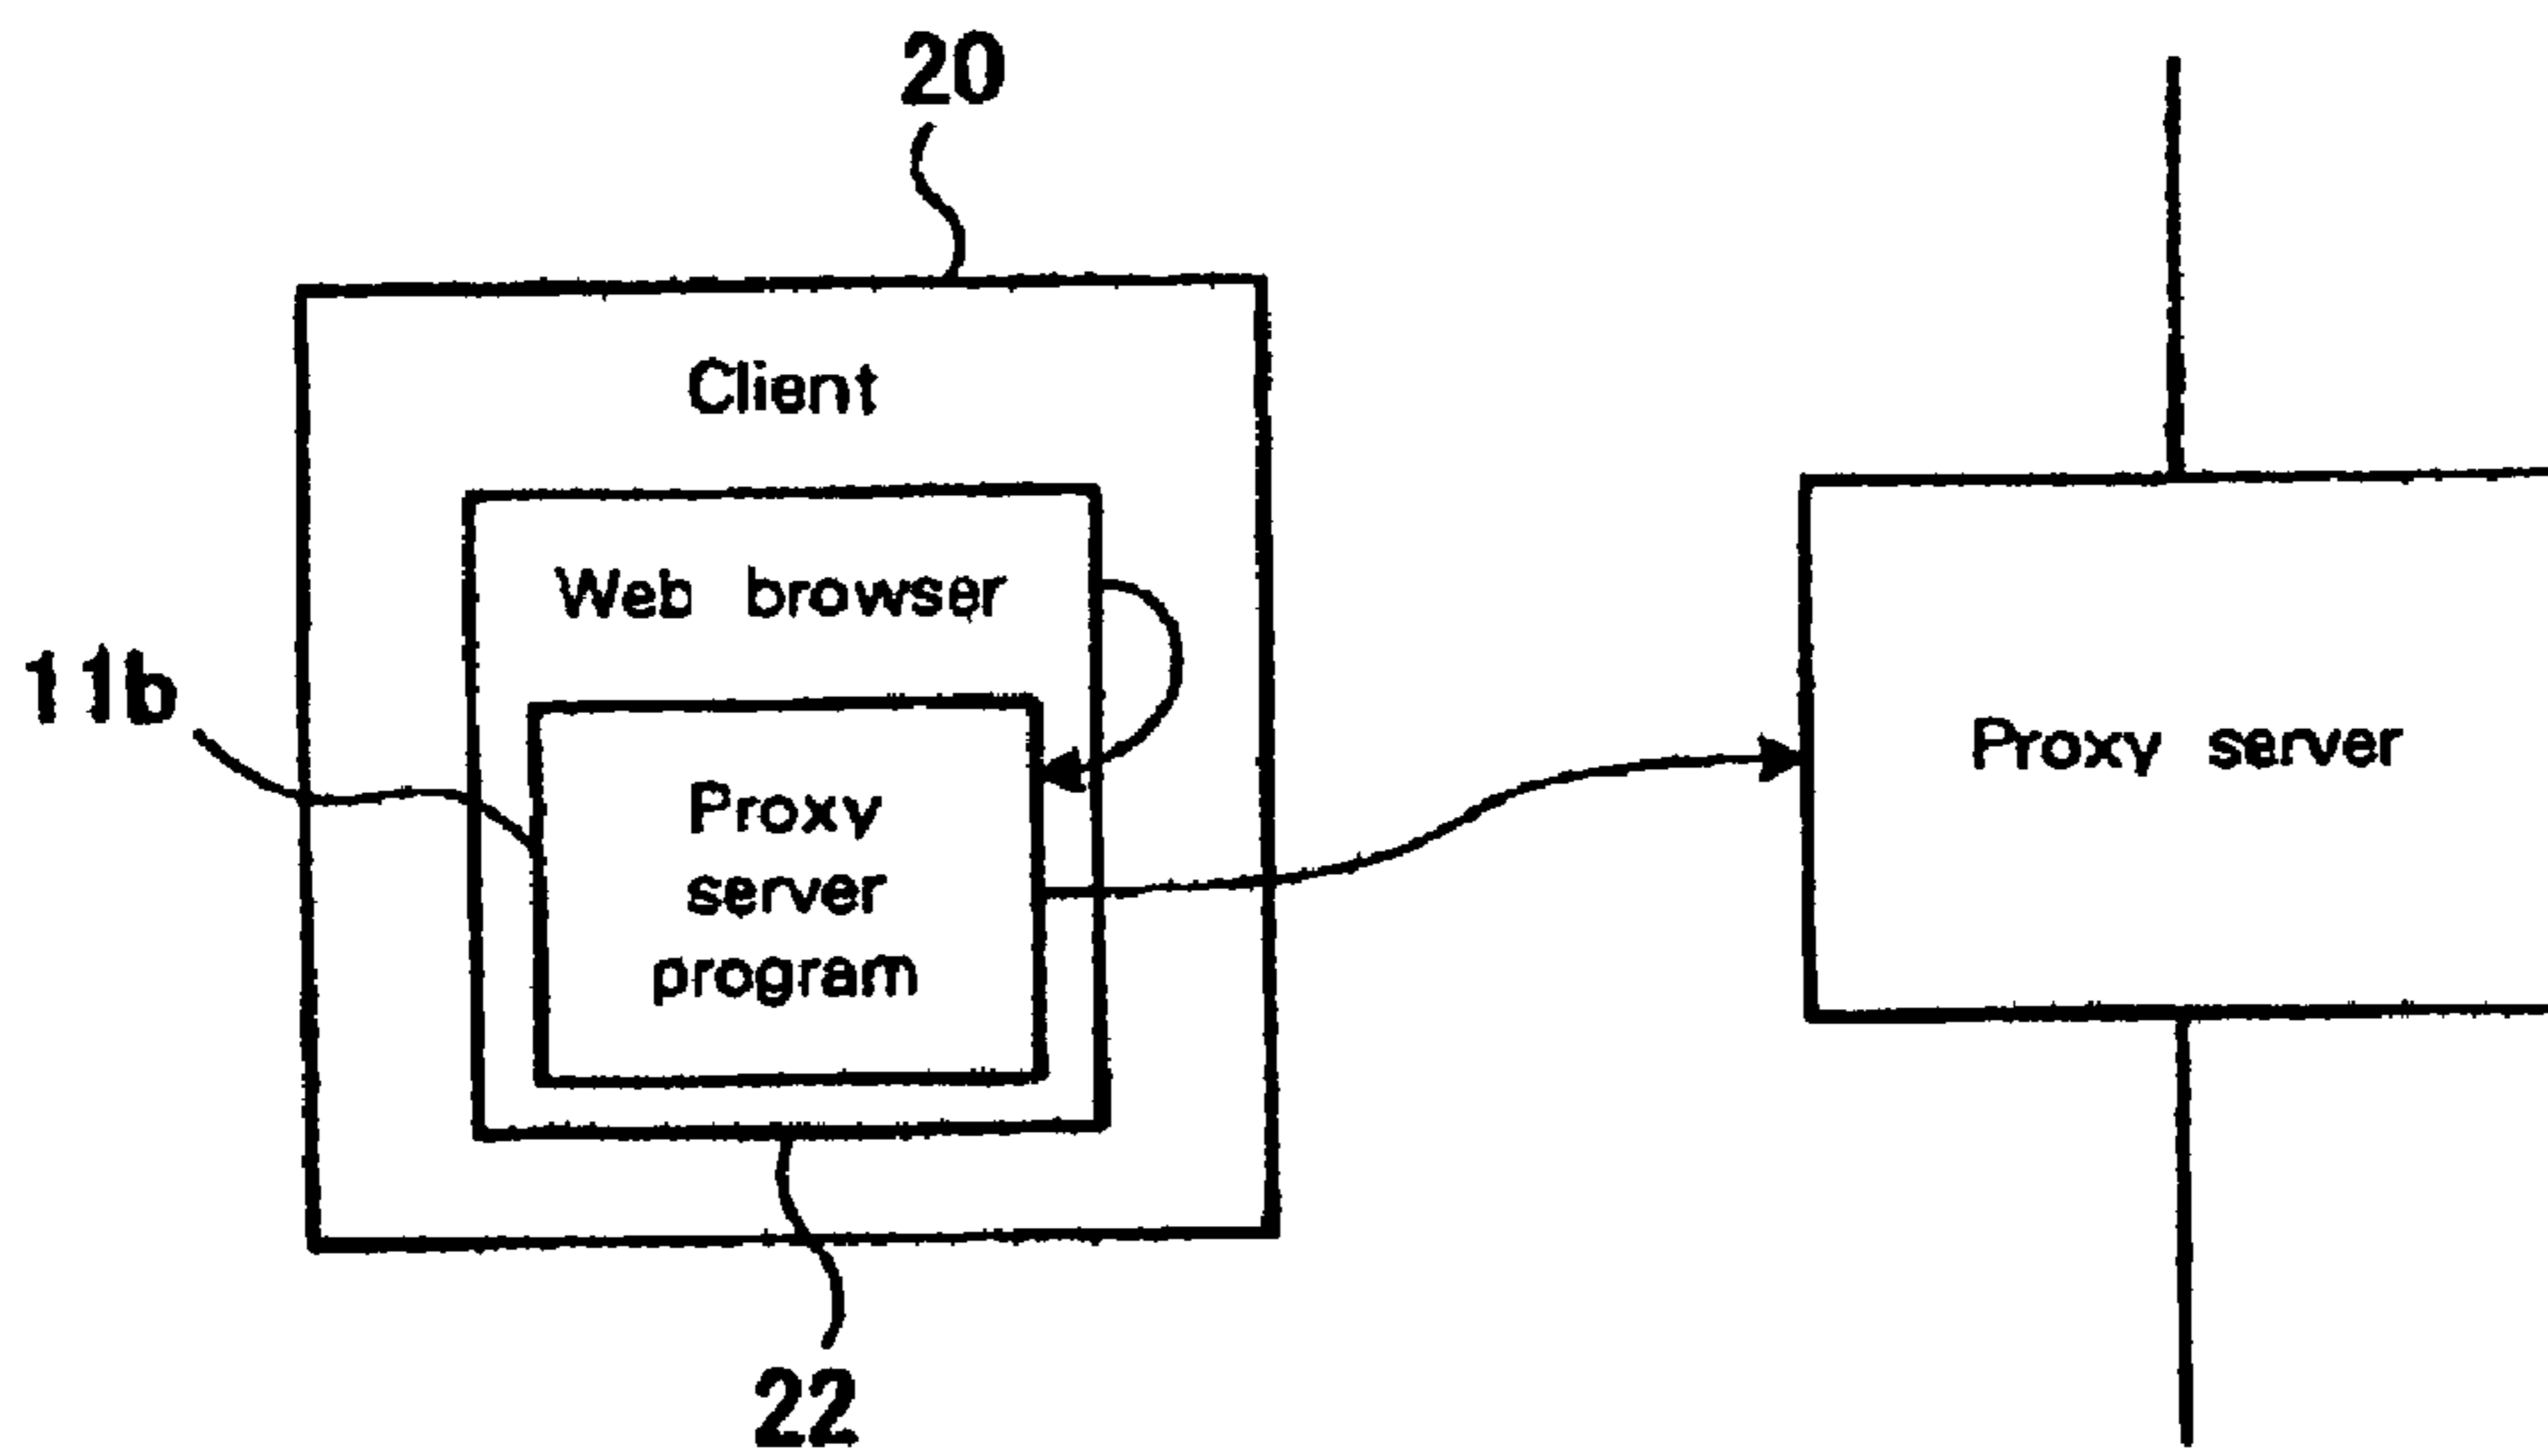 20
Client
Web browser
11b
Proxy
server
program
22
Proxy server